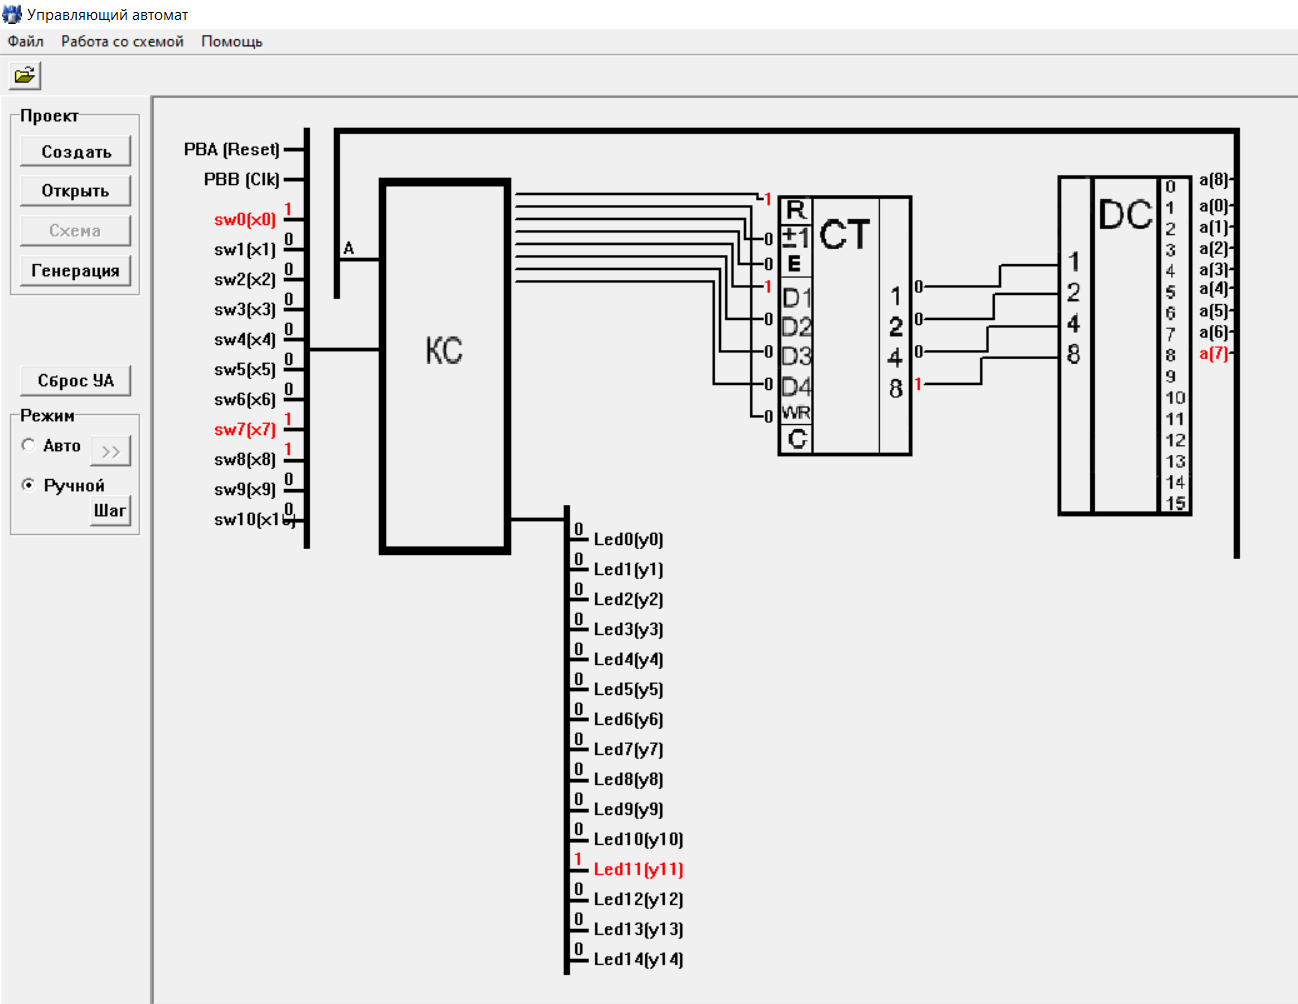 Управляющий автомат
Файл Работа со схемой Помощь
Проект
Создать
Открыть
Схема
Генерация
Сброс УА
Режим
Авто >>
Ручной
Шаг
PBA (Reset)
PBB (Clk)
sw0(x0) 1
sw1(x1) 0
sw2(x2) 0
sw3(x3) 0
sw4(x4) 0
sw5(x5) 0
sw6(x6) 0
sw7(x7) 1
sw8(x8) 1
sw9(x9) 0
sw10(x10) 0
A
КС
1 R
0 ±1
0 E
1 D1
0 D2
0 D3
0 D4
0 WR
C
CT
1 0
2 0
4 0
8 1
1
2
4
8
DC
0 a(8)
1 a(0)
2 a(1)
3 a(2)
4 a(3)
5 a(4)
6 a(5)
7 a(6)
8 a(7)
9
10
11
12
13
14
15
0 Led0(y0)
0 Led1(y1)
0 Led2(y2)
0 Led3(y3)
0 Led4(y4)
0 Led5(y5)
0 Led6(y6)
0 Led7(y7)
0 Led8(y8)
0 Led9(y9)
0 Led10(y10)
1 Led11(y11)
0 Led12(y12)
0 Led13(y13)
0 Led14(y14)